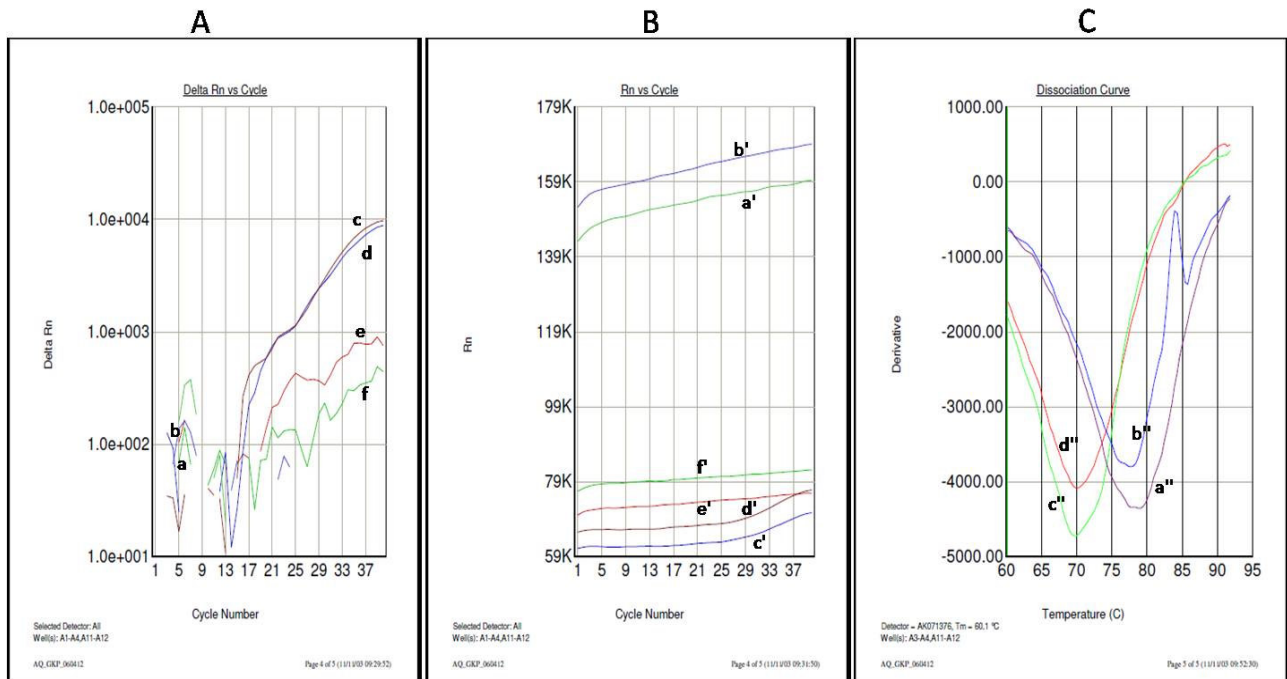 A
Delta Rn vs Cycle
1.0e+005
1.0e+004
1.0e+003
1.0e+002
1.0e+001
Delta Rn
c
d
e
f
b
a
1 5 9 13 17 21 25 29 33 37
Cycle Number
Selected Detector: All
Well(s): A1-A4,A11-A12
AQ_GKP_060412
Page 4 of 5 (11/11/03 09:29:52)
B
Rn vs Cycle
179K
159K
139K
119K
99K
79K
59K
Rn
b'
a'
f'
e'
d'
c'
1 5 9 13 17 21 25 29 33 37
Cycle Number
Selected Detector: All
Well(s): A1-A4,A11-A12
AQ_GKP_060412
Page 4 of 5 (11/11/03 09:31:50)
C
Dissociation Curve
1000.00
0.00
-1000.00
-2000.00
-3000.00
-4000.00
-5000.00
Derivative
d"
b"
c"
a"
60 65 70 75 80 85 90 95
Temperature (C)
Detector = AK071376, Tm = 60.1 °C
Well(s): A3-A4,A11-A12
AQ_GKP_060412
Page 5 of 5 (11/11/03 09:52:30)